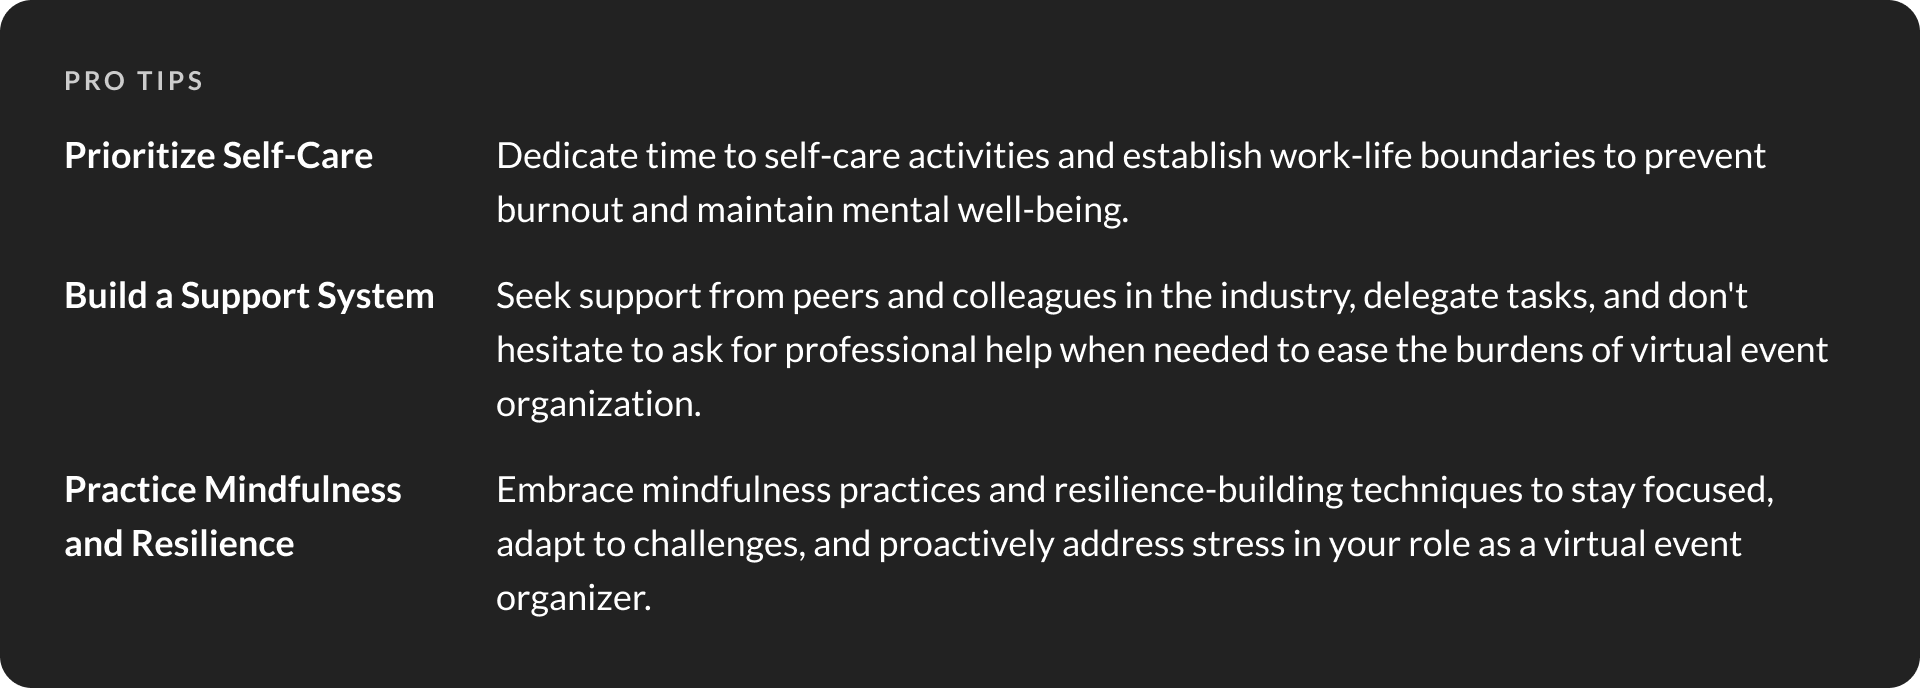 PRO TIPS
Prioritize Self-Care
Dedicate time to self-care activities and establish work-life boundaries to prevent
burnout and maintain mental well-being.
Build a Support System
Seek support from peers and colleagues in the industry, delegate tasks, and don't
hesitate to ask for professional help when needed to ease the burdens of virtual event
organization.
Practice Mindfulness
and Resilience
Embrace mindfulness practices and resilience-building techniques to stay focused,
adapt to challenges, and proactively address stress in your role as a virtual event
organizer.